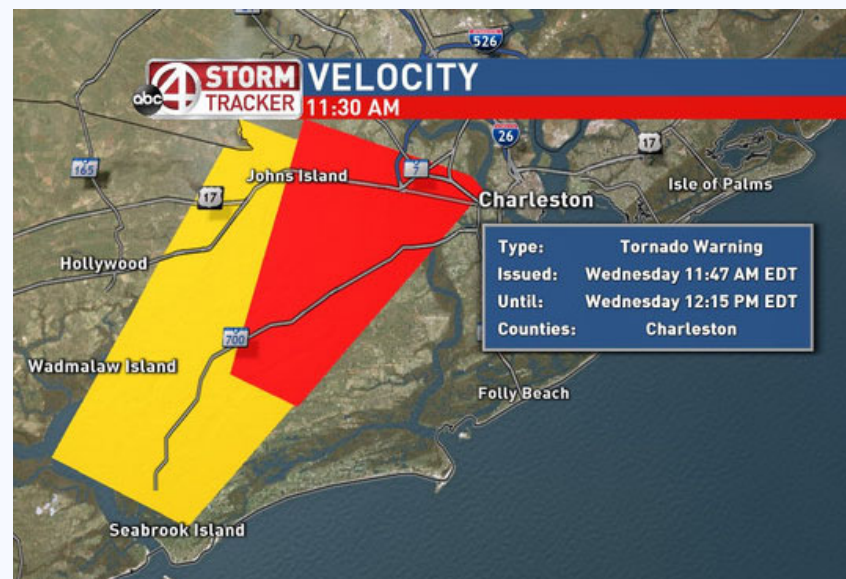 526
abc 4 STORM TRACKER
VELOCITY
11:30 AM
26
17
165
7
Johns Island
Isle of Palms
17
Charleston
Hollywood
Type: Tornado Warning
Issued: Wednesday 11:47 AM EDT
Until: Wednesday 12:15 PM EDT
Counties: Charleston
700
Wadmalaw Island
Folly Beach
Seabrook Island